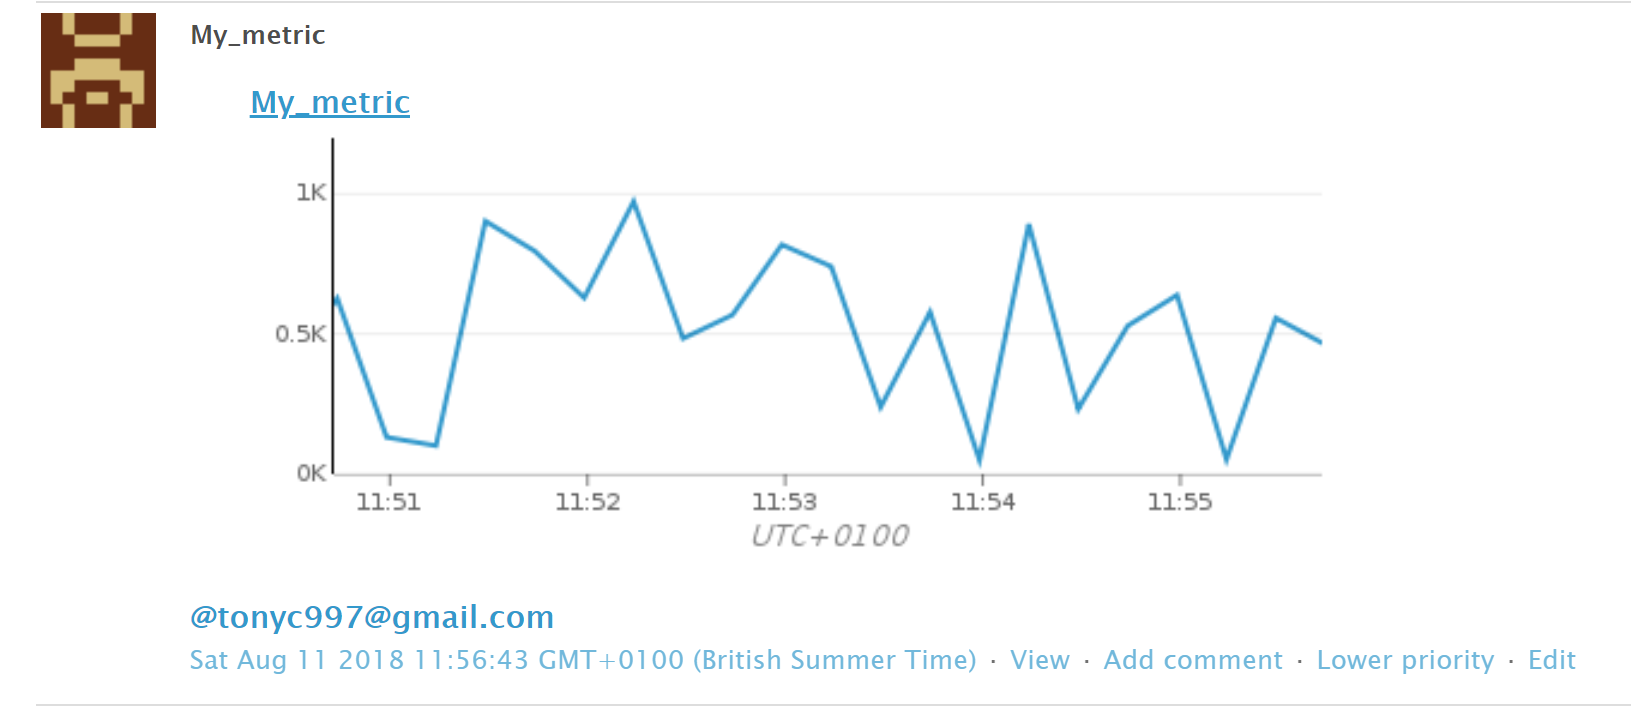 My_metric
My_metric
1K
0.5K
0K
11:51 11:52 11:53 11:54 11:55
UTC+0100
@tonyc997@gmail.com
Sat Aug 11 2018 11:56:43 GMT+0100 (British Summer Time) · View · Add comment · Lower priority · Edit